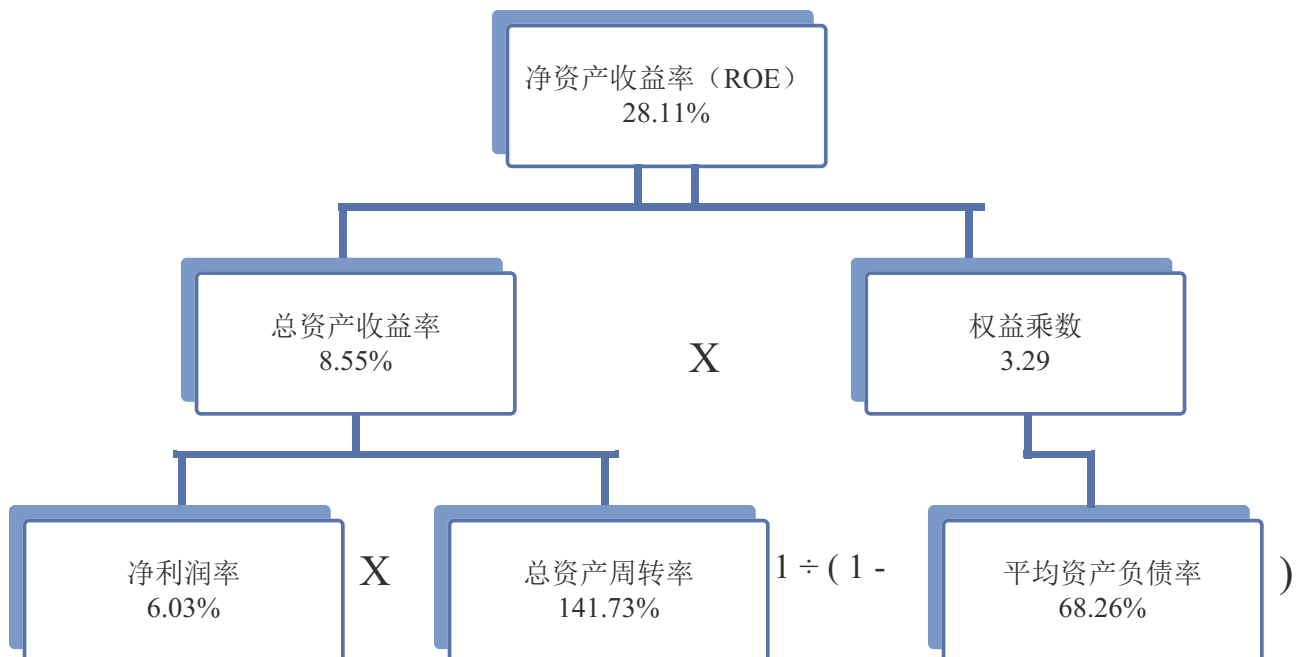 净资产收益率（ROE）
28.11%
总资产收益率
8.55%
X
权益乘数
3.29
净利润率
6.03%
X
总资产周转率
141.73%
1 ÷ ( 1 -
平均资产负债率
68.26%
)